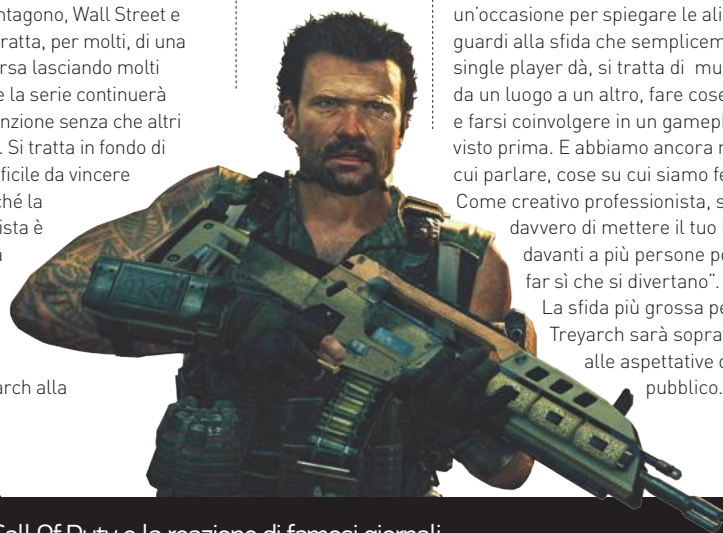 ntagono, Wall Street e
ratta, per molti, di una
rsa lasciando molti
e la serie continuerà
nzione senza che altri
. Si tratta in fondo di
ficile da vincere
ché la
ista è
arch alla
un'occasione per spiegare le ali
guardi alla sfida che semplicem
single player dà, si tratta di mu
da un luogo a un altro, fare cose
e farsi coinvolgere in un gamepl
visto prima. E abbiamo ancora
cui parlare, cose su cui siamo fe
Come creativo professionista, s
davvero di mettere il tuo
davanti a più persone po
far sì che si divertano".
La sfida più grossa pe
Treyarch sarà sopra
alle aspettative
pubblico.
Call Of Duty e la reazione di famosi giornali